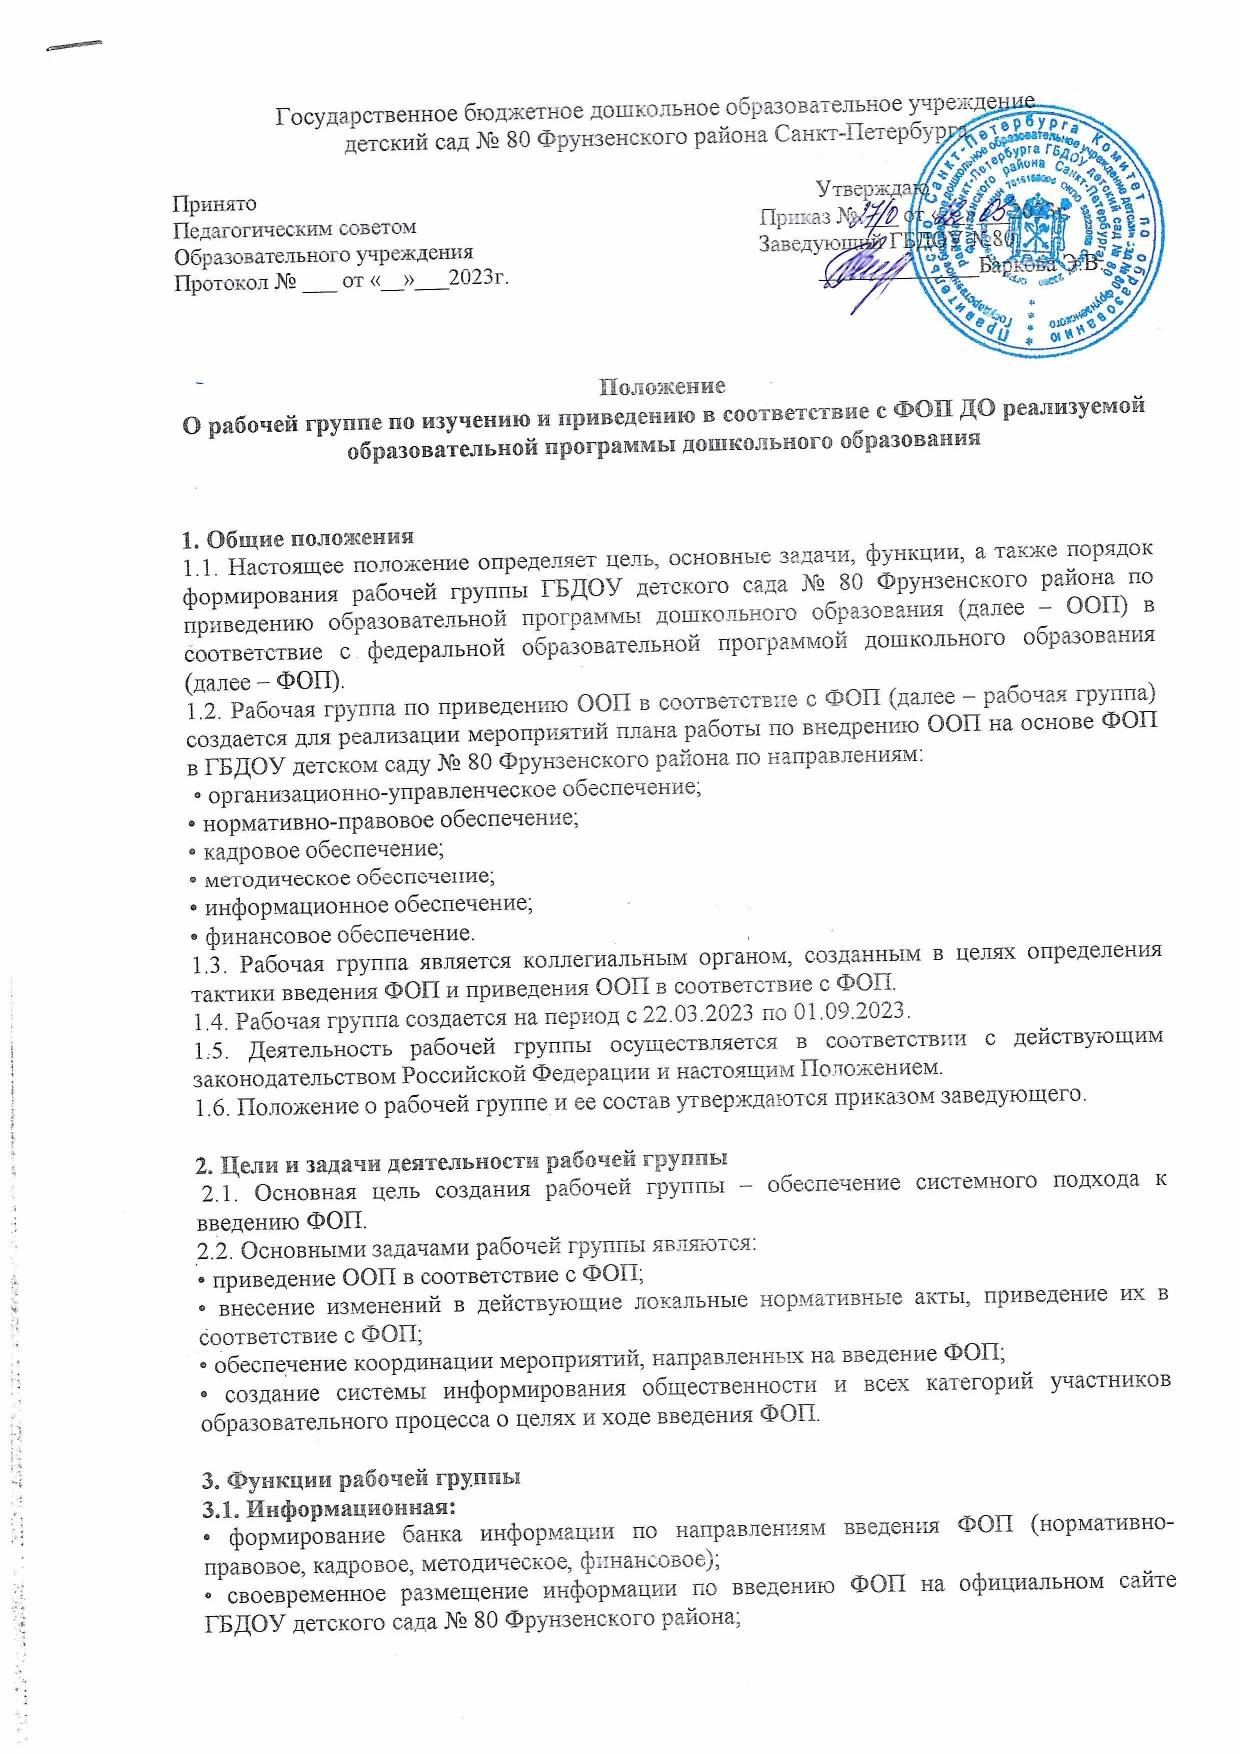 Государственное бюджетное дошкольное образовательное учреждение
детский сад № 80 Фрунзенского района Санкт-Петербурга
Принято
Педагогическим советом
Образовательного учреждения
Протокол № ___ от «__»___2023г.
Утверждаю
Приказ № 37/0 от « » 03 2023г.
Заведующий ГБДОУ №80
Баркова Э.В.
Положение
О рабочей группе по изучению и приведению в соответствие с ФОП ДО реализуемой
образовательной программы дошкольного образования
1. Общие положения
1.1. Настоящее положение определяет цель, основные задачи, функции, а также порядок
формирования рабочей группы ГБДОУ детского сада № 80 Фрунзенского района по
приведению образовательной программы дошкольного образования (далее – ООП) в
соответствие с федеральной образовательной программой дошкольного образования
(далее – ФОП).
1.2. Рабочая группа по приведению ООП в соответствие с ФОП (далее – рабочая группа)
создается для реализации мероприятий плана работы по внедрению ООП на основе ФОП
в ГБДОУ детском саду № 80 Фрунзенского района по направлениям:
• организационно-управленческое обеспечение;
• нормативно-правовое обеспечение;
• кадровое обеспечение;
• методическое обеспечение;
• информационное обеспечение;
• финансовое обеспечение.
1.3. Рабочая группа является коллегиальным органом, созданным в целях определения
тактики введения ФОП и приведения ООП в соответствие с ФОП.
1.4. Рабочая группа создается на период с 22.03.2023 по 01.09.2023.
1.5. Деятельность рабочей группы осуществляется в соответствии с действующим
законодательством Российской Федерации и настоящим Положением.
1.6. Положение о рабочей группе и ее состав утверждаются приказом заведующего.
2. Цели и задачи деятельности рабочей группы
2.1. Основная цель создания рабочей группы – обеспечение системного подхода к
введению ФОП.
2.2. Основными задачами рабочей группы являются:
• приведение ООП в соответствие с ФОП;
• внесение изменений в действующие локальные нормативные акты, приведение их в
соответствие с ФОП;
• обеспечение координации мероприятий, направленных на введение ФОП;
• создание системы информирования общественности и всех категорий участников
образовательного процесса о целях и ходе введения ФОП.
3. Функции рабочей группы
3.1. Информационная:
• формирование банка информации по направлениям введения ФОП (нормативно-
правовое, кадровое, методическое, финансовое);
• своевременное размещение информации по введению ФОП на официальном сайте
ГБДОУ детского сада № 80 Фрунзенского района;